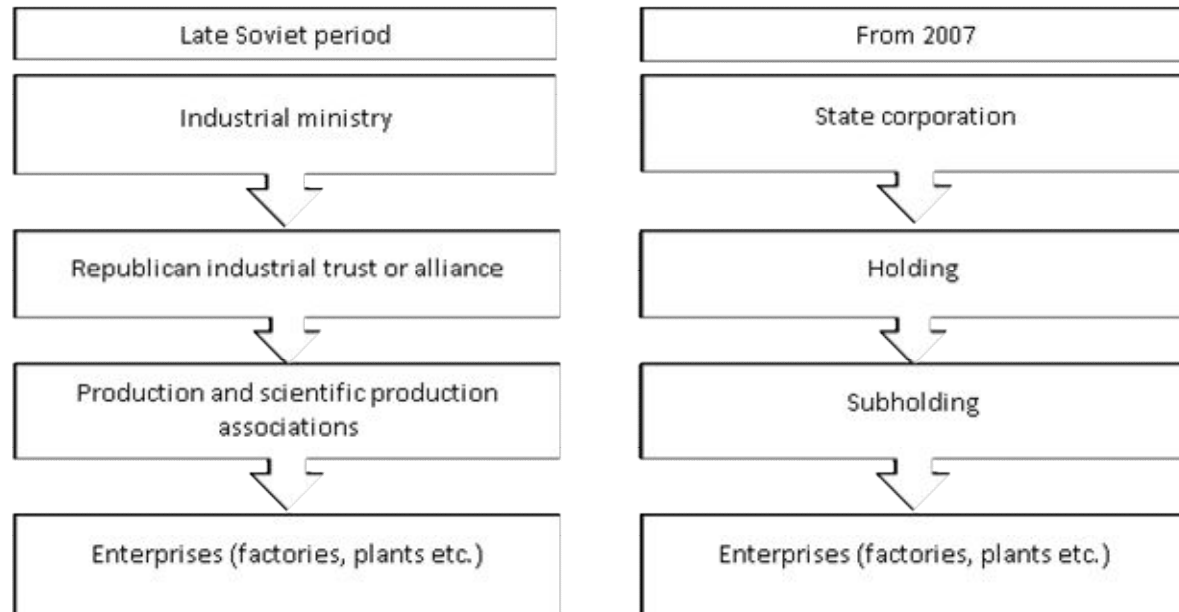 Late Soviet period
Industrial ministry
Republican industrial trust or alliance
Production and scientific production
associations
Enterprises (factories, plants etc.)
From 2007
State corporation
Holding
Subholding
Enterprises (factories, plants etc.)